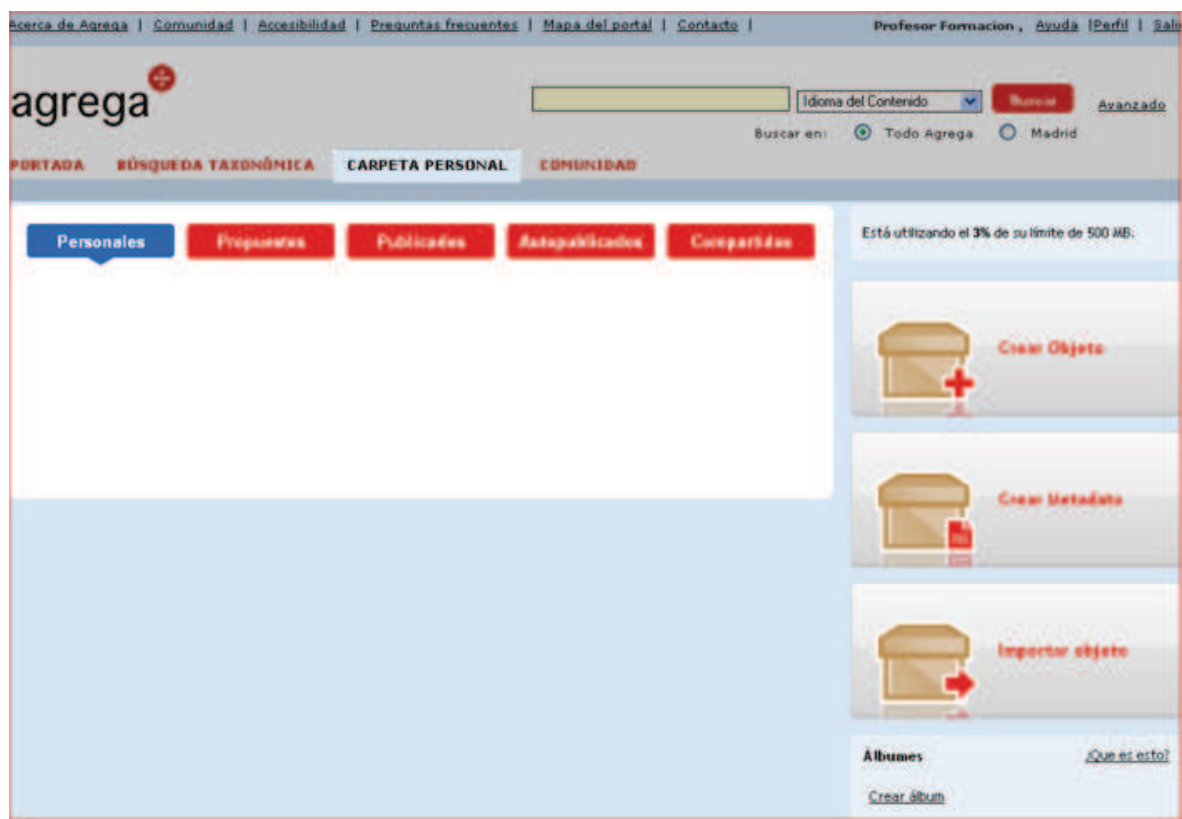 Acerca de Agrega | Comunidad | Accesibilidad | Preguntas frecuentes | Mapa del portal | Contacto | Profesor Formacion , Ayuda |Perfil | Sali
agrega
Idioma del Contenido Buscar Avanzado
Buscar en: Todo Agrega Madrid
PORTADA BÚSQUEDA TAXONÓMICA CARPETA PERSONAL COMUNIDAD
Personales Propuestos Publicados Autopublicados Compartidos
Está utilizando el 3% de su límite de 500 MB.
Crear Objeto
Crear Metadata
Importar objeto
Álbumes ¿Que es esto?
Crear álbum